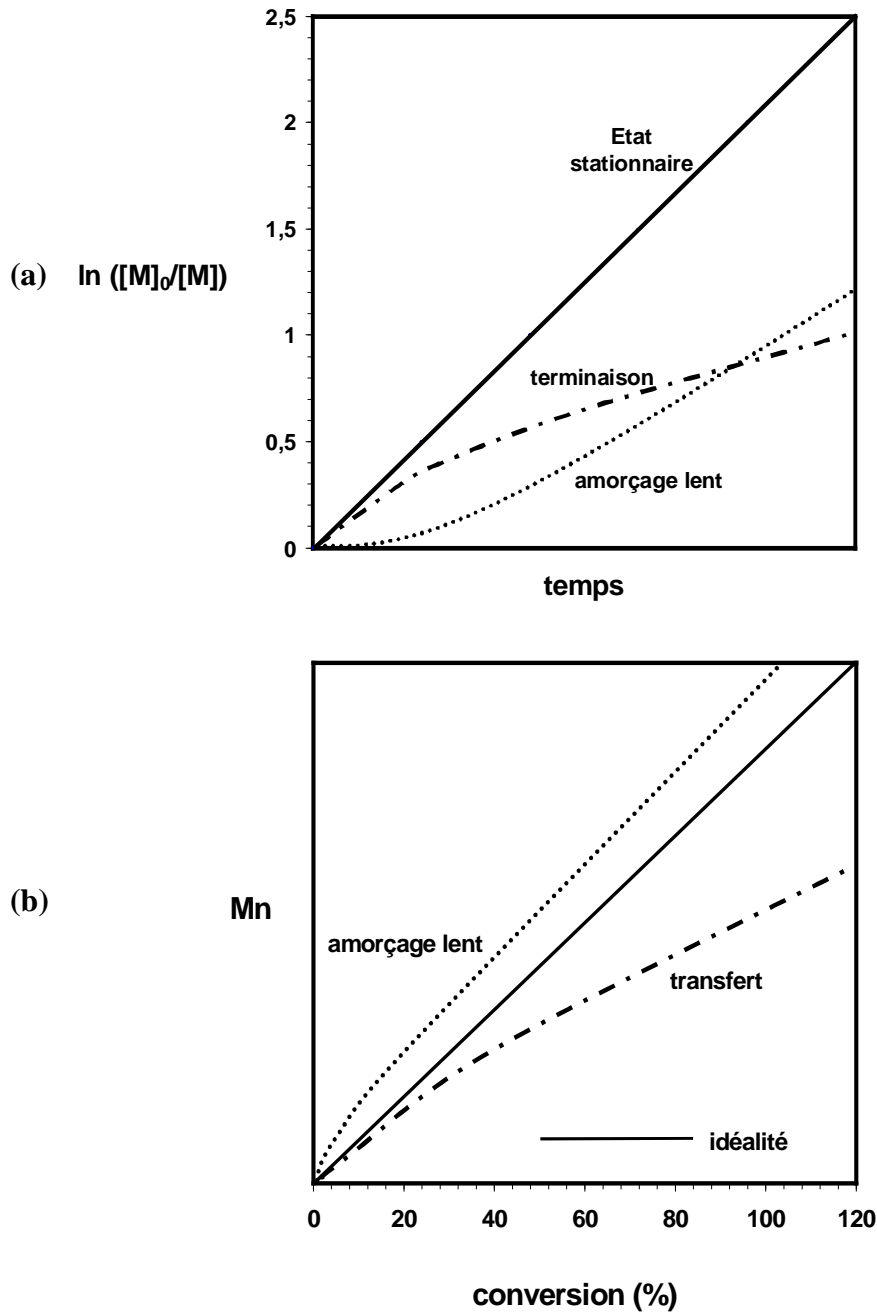 2,5
2
Etat
stationnaire
1,5
(a) ln ([M]₀/[M])
1
terminaison
0,5
amorçage lent
0
temps
(b)
Mn
amorçage lent
transfert
idéalité
0 20 40 60 80 100 120
conversion (%)